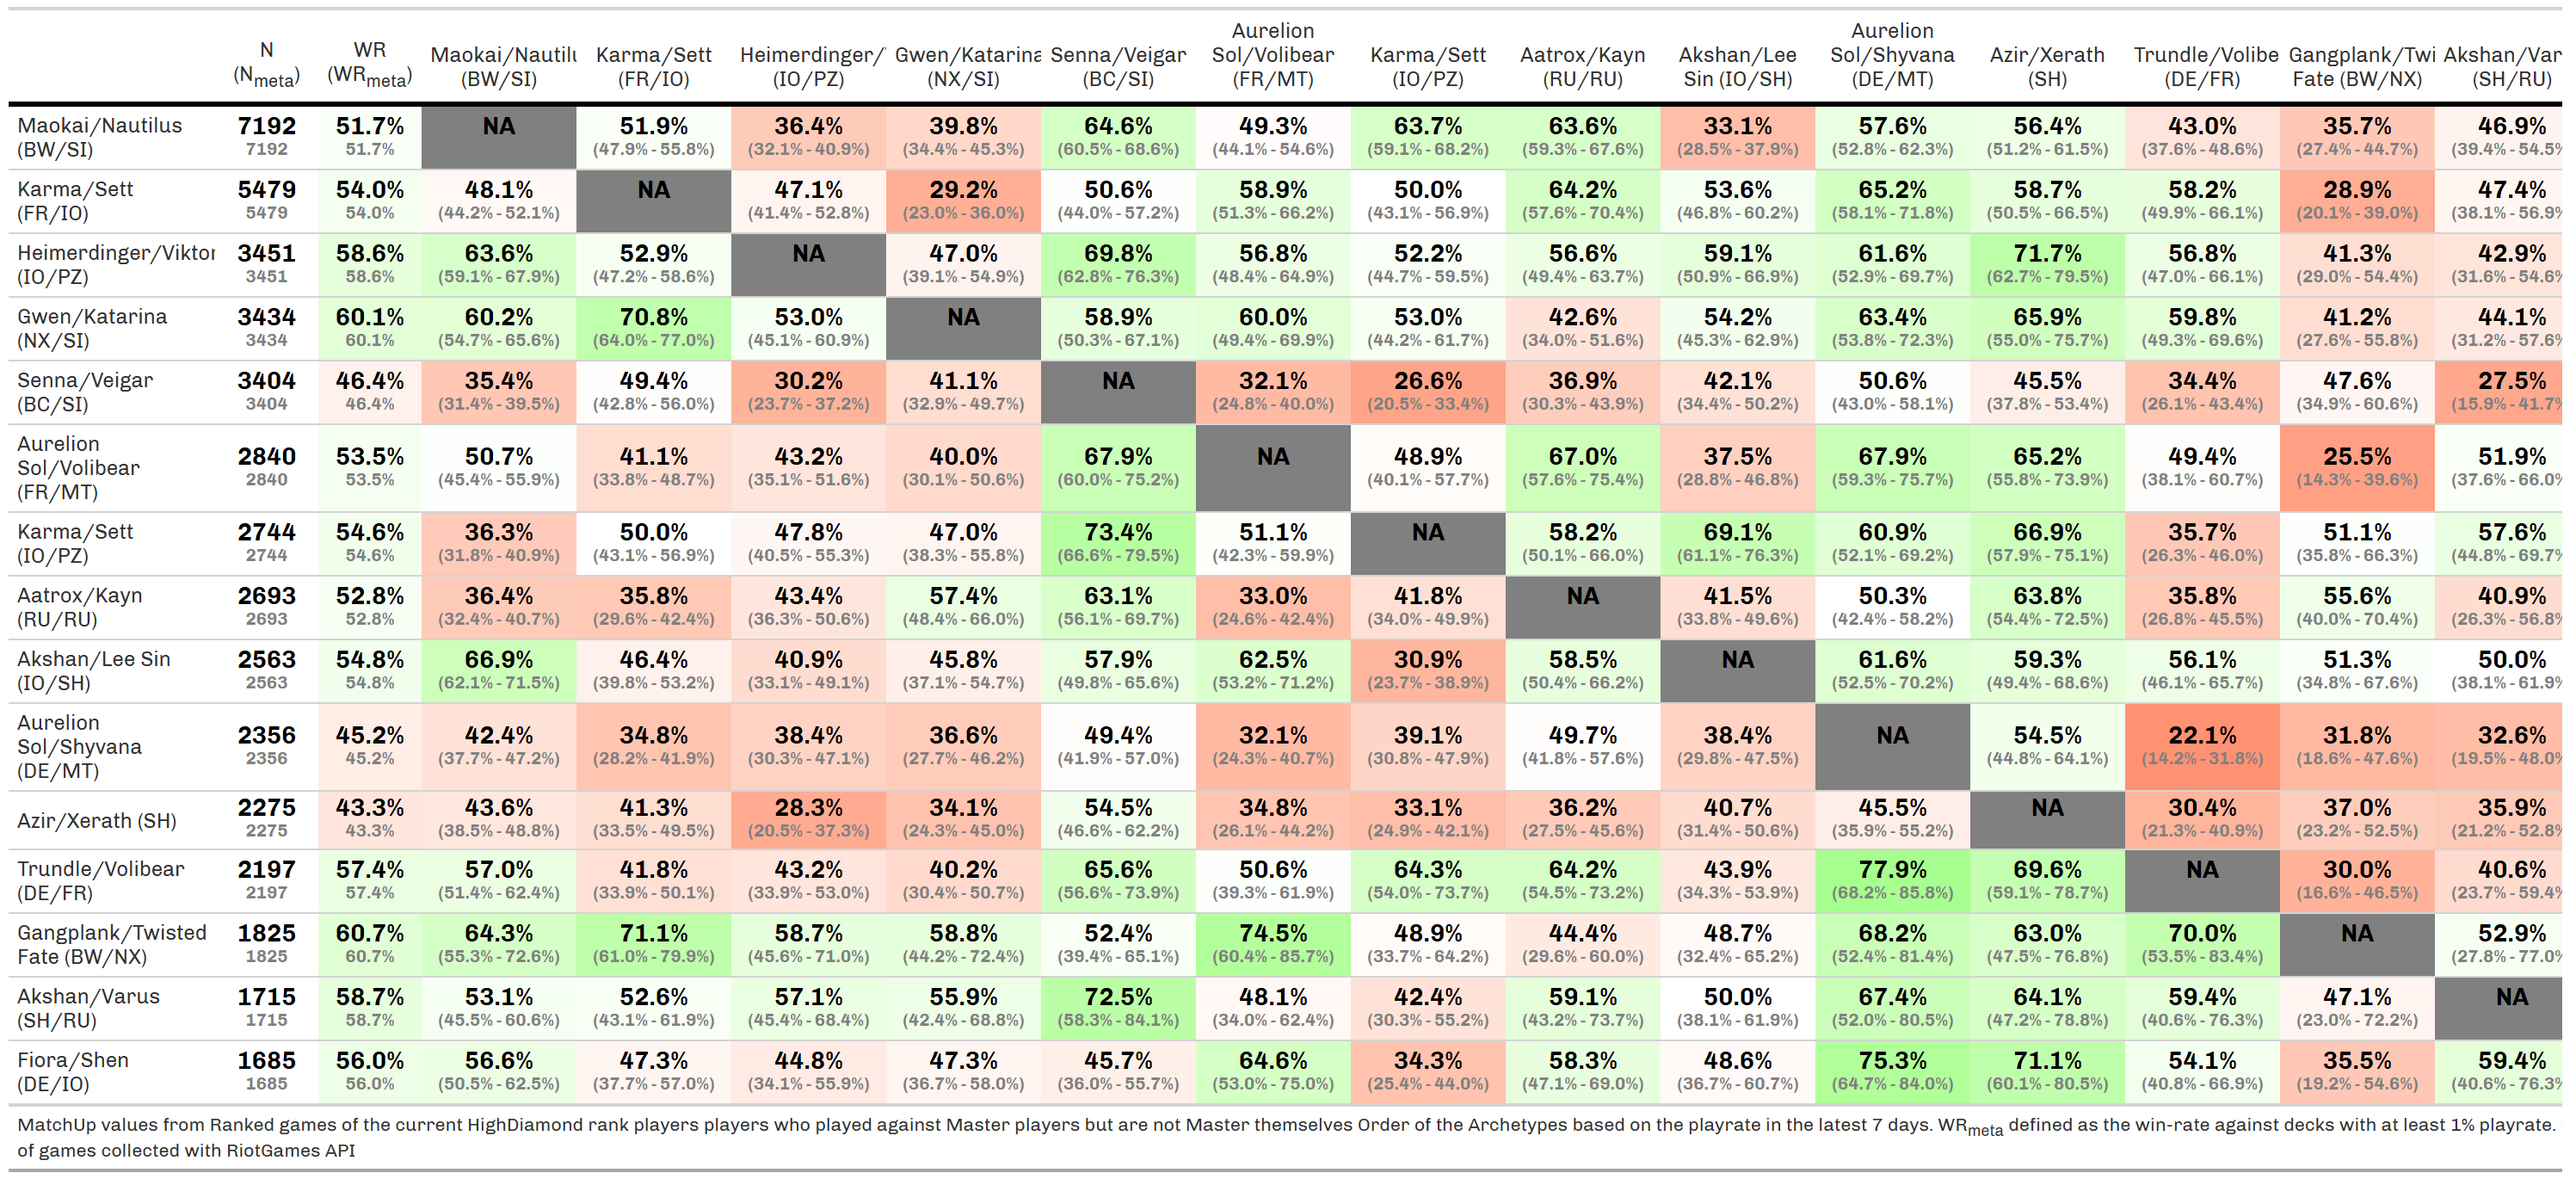 N (Nmeta) WR (WRmeta) Maokai/Nautilu (BW/SI) Karma/Sett (FR/IO) Heimerdinger/ (IO/PZ) Gwen/Katarina (NX/SI) Senna/Veigar (BC/SI) Aurelion Sol/Volibear (FR/MT) Karma/Sett (IO/PZ) Aatrox/Kayn (RU/RU) Akshan/Lee Sin (IO/SH) Aurelion Sol/Shyvana (DE/MT) Azir/Xerath (SH) Trundle/Volibe (DE/FR) Gangplank/Twi Fate (BW/NX) Akshan/Var (SH/RU)
Maokai/Nautilus 7192 51.7% NA 51.9% 36.4% 39.8% 64.6% 49.3% 63.7% 63.6% 33.1% 57.6% 56.4% 43.0% 35.7% 46.9%
(BW/SI) 7192 51.7% (47.9% - 55.8%) (32.1% - 40.9%) (34.4% - 45.3%) (60.5% - 68.6%) (44.1% - 54.6%) (59.1% - 68.2%) (59.3% - 67.6%) (28.5% - 37.9%) (52.8% - 62.3%) (51.2% - 61.5%) (37.6% - 48.6%) (27.4% - 44.7%) (39.4% - 54.5%
Karma/Sett 5479 54.0% 48.1% NA 47.1% 29.2% 50.6% 58.9% 50.0% 64.2% 53.6% 65.2% 58.7% 58.2% 28.9% 47.4%
(FR/IO) 5479 54.0% (44.2% - 52.1%) (41.4% - 52.8%) (23.0% - 36.0%) (44.0% - 57.2%) (51.3% - 66.2%) (43.1% - 56.9%) (57.6% - 70.4%) (46.8% - 60.2%) (58.1% - 71.8%) (50.5% - 66.5%) (49.9% - 66.1%) (20.1% - 39.0%) (38.1% - 56.9%
Heimerdinger/Viktor 3451 58.6% 63.6% 52.9% NA 47.0% 69.8% 56.8% 52.2% 56.6% 59.1% 61.6% 71.7% 56.8% 41.3% 42.9%
(IO/PZ) 3451 58.6% (59.1% - 67.9%) (47.2% - 58.6%) (39.1% - 54.9%) (62.8% - 76.3%) (48.4% - 64.9%) (44.7% - 59.5%) (49.4% - 63.7%) (50.9% - 66.9%) (52.9% - 69.7%) (62.7% - 79.5%) (47.0% - 66.1%) (29.0% - 54.4%) (31.6% - 54.6%
Gwen/Katarina 3434 60.1% 60.2% 70.8% 53.0% NA 58.9% 60.0% 53.0% 42.6% 54.2% 63.4% 65.9% 59.8% 41.2% 44.1%
(NX/SI) 3434 60.1% (54.7% - 65.6%) (64.0% - 77.0%) (45.1% - 60.9%) (50.3% - 67.1%) (49.4% - 69.9%) (44.2% - 61.7%) (34.0% - 51.6%) (45.3% - 62.9%) (53.8% - 72.3%) (55.0% - 75.7%) (49.3% - 69.6%) (27.6% - 55.8%) (31.2% - 57.6%
Senna/Veigar 3404 46.4% 35.4% 49.4% 30.2% 41.1% NA 32.1% 26.6% 36.9% 42.1% 50.6% 45.5% 34.4% 47.6% 27.5%
(BC/SI) 3404 46.4% (31.4% - 39.5%) (42.8% - 56.0%) (23.7% - 37.2%) (32.9% - 49.7%) (24.8% - 40.0%) (20.5% - 33.4%) (30.3% - 43.9%) (34.4% - 50.2%) (43.0% - 58.1%) (37.8% - 53.4%) (26.1% - 43.4%) (34.9% - 60.6%) (15.9% - 41.7%
Aurelion
Sol/Volibear 2840 53.5% 50.7% 41.1% 43.2% 40.0% 67.9% NA 48.9% 67.0% 37.5% 67.9% 65.2% 49.4% 25.5% 51.9%
(FR/MT) 2840 53.5% (45.4% - 55.9%) (33.8% - 48.7%) (35.1% - 51.6%) (30.1% - 50.6%) (60.0% - 75.2%) (40.1% - 57.7%) (57.6% - 75.4%) (28.8% - 46.8%) (59.3% - 75.7%) (55.8% - 73.9%) (38.1% - 60.7%) (14.3% - 39.6%) (37.6% - 66.0%
Karma/Sett 2744 54.6% 36.3% 50.0% 47.8% 47.0% 73.4% 51.1% NA 58.2% 69.1% 60.9% 66.9% 35.7% 51.1% 57.6%
(IO/PZ) 2744 54.6% (31.8% - 40.9%) (43.1% - 56.9%) (40.5% - 55.3%) (38.3% - 55.8%) (66.6% - 79.5%) (42.3% - 59.9%) (50.1% - 66.0%) (61.1% - 76.3%) (52.1% - 69.2%) (57.9% - 75.1%) (26.3% - 46.0%) (35.8% - 66.3%) (44.8% - 69.7%
Aatrox/Kayn 2693 52.8% 36.4% 35.8% 43.4% 57.4% 63.1% 33.0% 41.8% NA 41.5% 50.3% 63.8% 35.8% 55.6% 40.9%
(RU/RU) 2693 52.8% (32.4% - 40.7%) (29.6% - 42.4%) (36.3% - 50.6%) (48.4% - 66.0%) (56.1% - 69.7%) (24.6% - 42.4%) (34.0% - 49.9%) (33.8% - 49.6%) (42.4% - 58.2%) (54.4% - 72.5%) (26.8% - 45.5%) (40.0% - 70.4%) (26.3% - 56.8%
Akshan/Lee Sin 2563 54.8% 66.9% 46.4% 40.9% 45.8% 57.9% 62.5% 30.9% 58.5% NA 61.6% 59.3% 56.1% 51.3% 50.0%
(IO/SH) 2563 54.8% (62.1% - 71.5%) (39.8% - 53.2%) (33.1% - 49.1%) (37.1% - 54.7%) (49.8% - 65.6%) (53.2% - 71.2%) (23.7% - 38.9%) (50.4% - 66.2%) (52.5% - 70.2%) (49.4% - 68.6%) (46.1% - 65.7%) (34.8% - 67.6%) (38.1% - 61.9%
Aurelion
Sol/Shyvana 2356 45.2% 42.4% 34.8% 38.4% 36.6% 49.4% 32.1% 39.1% 49.7% 38.4% NA 54.5% 22.1% 31.8% 32.6%
(DE/MT) 2356 45.2% (37.7% - 47.2%) (28.2% - 41.9%) (30.3% - 47.1%) (27.7% - 46.2%) (41.9% - 57.0%) (24.3% - 40.7%) (30.8% - 47.9%) (41.8% - 57.6%) (29.8% - 47.5%) (44.8% - 64.1%) (14.2% - 31.8%) (18.6% - 47.6%) (19.5% - 48.0%
Azir/Xerath (SH) 2275 43.3% 43.6% 41.3% 28.3% 34.1% 54.5% 34.8% 33.1% 36.2% 40.7% 45.5% NA 30.4% 37.0% 35.9%
2275 43.3% (38.5% - 48.8%) (33.5% - 49.5%) (20.5% - 37.3%) (24.3% - 45.0%) (46.6% - 62.2%) (26.1% - 44.2%) (24.9% - 42.1%) (27.5% - 45.6%) (31.4% - 50.6%) (35.9% - 55.2%) (21.3% - 40.9%) (23.2% - 52.5%) (21.2% - 52.8%
Trundle/Volibear 2197 57.4% 57.0% 41.8% 43.2% 40.2% 65.6% 50.6% 64.3% 64.2% 43.9% 77.9% 69.6% NA 30.0% 40.6%
(DE/FR) 2197 57.4% (51.4% - 62.4%) (33.9% - 50.1%) (33.9% - 53.0%) (30.4% - 50.7%) (56.6% - 73.9%) (39.3% - 61.9%) (54.0% - 73.7%) (54.5% - 73.2%) (34.3% - 53.9%) (68.2% - 85.8%) (59.1% - 78.7%) (16.6% - 46.5%) (23.7% - 59.4%
Gangplank/Twisted 1825 60.7% 64.3% 71.1% 58.7% 58.8% 52.4% 74.5% 48.9% 44.4% 48.7% 68.2% 63.0% 70.0% NA 52.9%
Fate (BW/NX) 1825 60.7% (55.3% - 72.6%) (61.0% - 79.9%) (45.6% - 71.0%) (44.2% - 72.4%) (39.4% - 65.1%) (60.4% - 85.7%) (33.7% - 64.2%) (29.6% - 60.0%) (32.4% - 65.2%) (52.4% - 81.4%) (47.5% - 76.8%) (53.5% - 83.4%) (27.8% - 77.0%
Akshan/Varus 1715 58.7% 53.1% 52.6% 57.1% 55.9% 72.5% 48.1% 42.4% 59.1% 50.0% 67.4% 64.1% 59.4% 47.1% NA
(SH/RU) 1715 58.7% (45.5% - 60.6%) (43.1% - 61.9%) (45.4% - 68.4%) (42.4% - 68.8%) (58.3% - 84.1%) (34.0% - 62.4%) (30.3% - 55.2%) (43.2% - 73.7%) (38.1% - 61.9%) (52.0% - 80.5%) (47.2% - 78.8%) (40.6% - 76.3%) (23.0% - 72.2%)
Fiora/Shen 1685 56.0% 56.6% 47.3% 44.8% 47.3% 45.7% 64.6% 34.3% 58.3% 48.6% 75.3% 71.1% 54.1% 35.5% 59.4%
(DE/IO) 1685 56.0% (50.5% - 62.5%) (37.7% - 57.0%) (34.1% - 55.9%) (36.7% - 58.0%) (36.0% - 55.7%) (53.0% - 75.0%) (25.4% - 44.0%) (47.1% - 69.0%) (36.7% - 60.7%) (64.7% - 84.0%) (60.1% - 80.5%) (40.8% - 66.9%) (19.2% - 54.6%) (40.6% - 76.3%
MatchUp values from Ranked games of the current HighDiamond rank players players who played against Master players but are not Master themselves Order of the Archetypes based on the playrate in the latest 7 days. WRmeta defined as the win-rate against decks with at least 1% playrate.
of games collected with RiotGames API